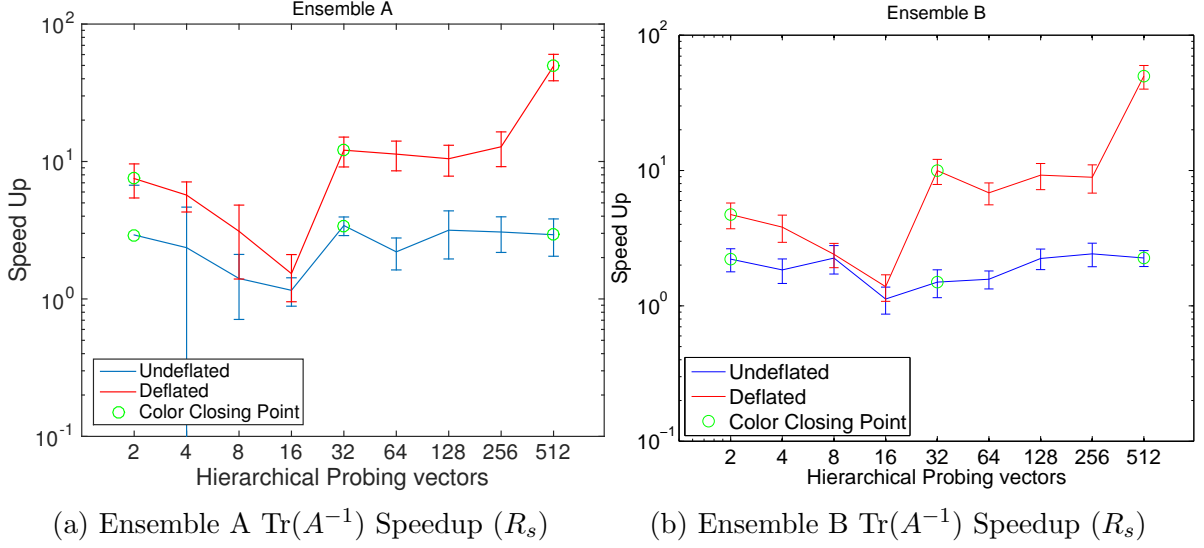 Ensemble A
10^2
10^1
10^0
10^-1
Speed Up
Undeflated
Deflated
Color Closing Point
2 4 8 16 32 64 128 256 512
Hierarchical Probing vectors
(a) Ensemble A Tr(A^{-1}) Speedup (R_s)
Ensemble B
10^2
10^1
10^0
10^-1
Speed Up
Undeflated
Deflated
Color Closing Point
2 4 8 16 32 64 128 256 512
Hierarchical Probing vectors
(b) Ensemble B Tr(A^{-1}) Speedup (R_s)